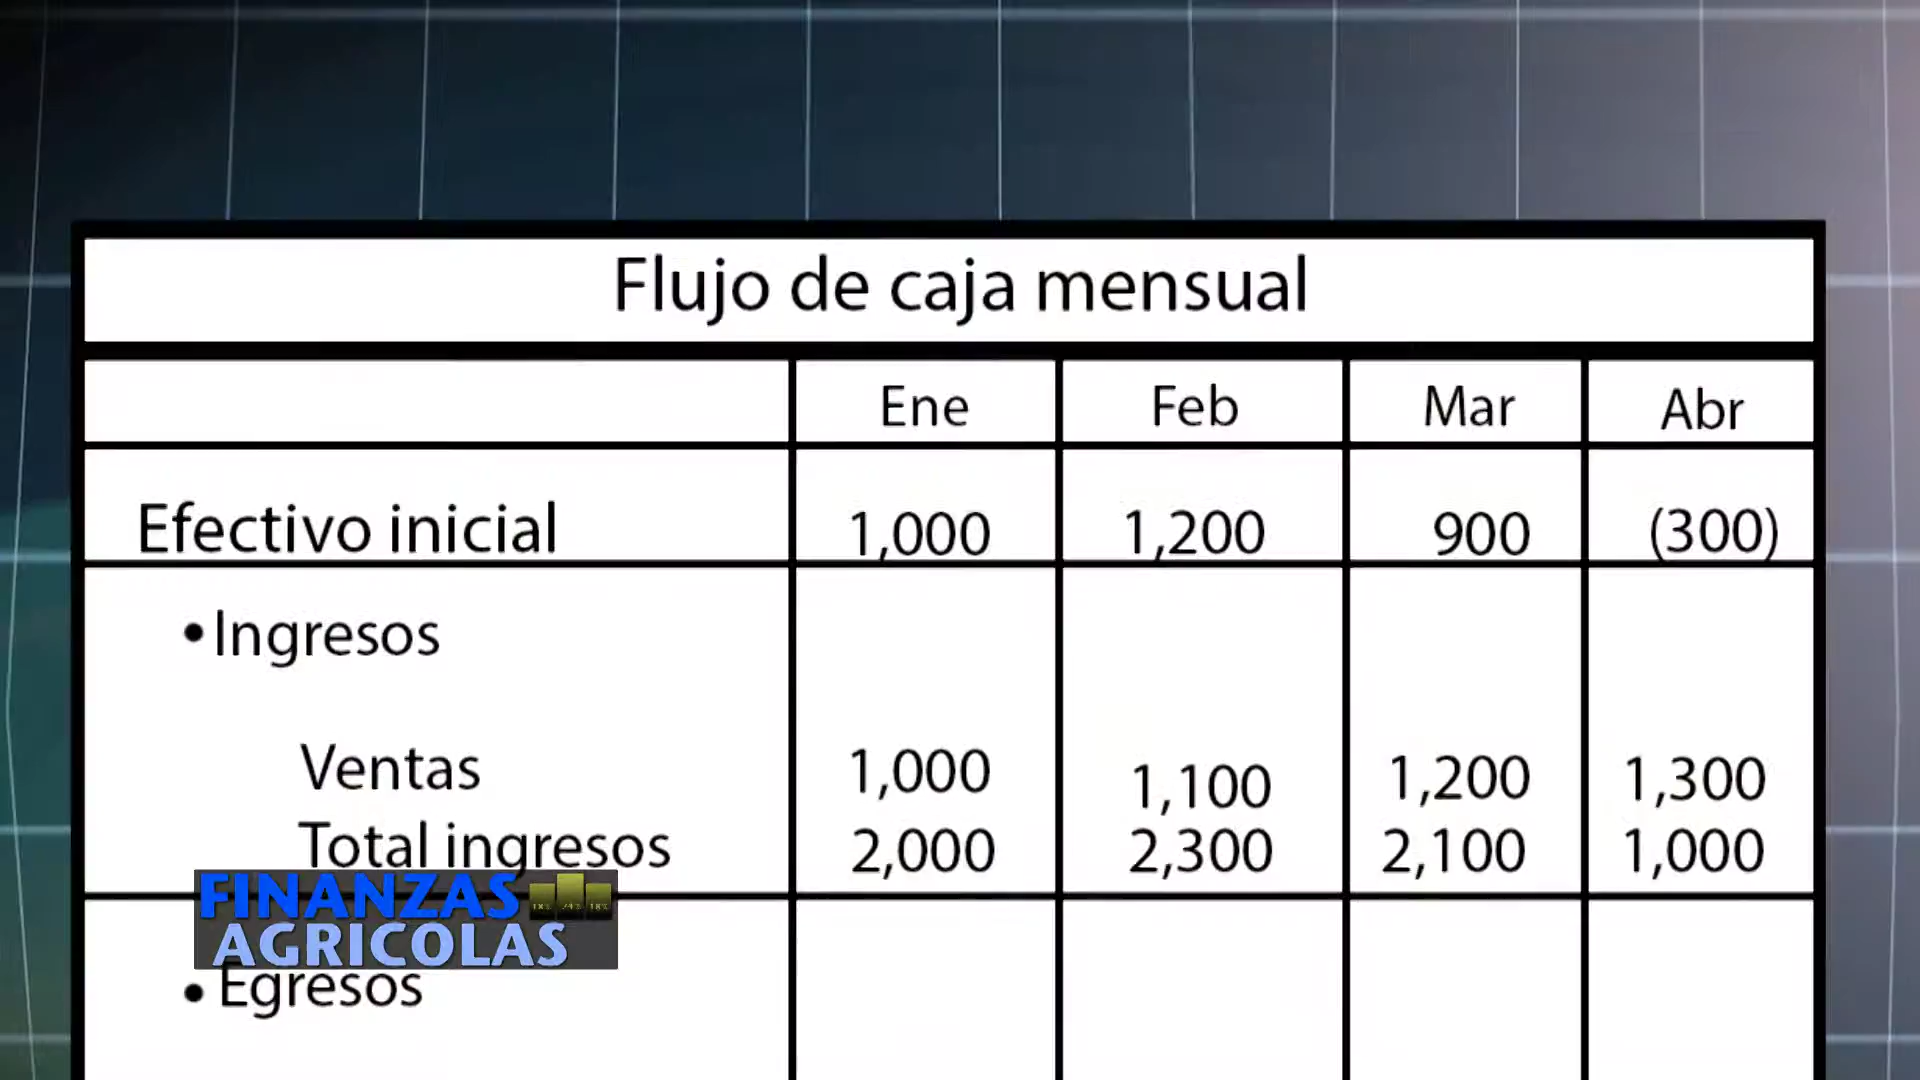 Flujo de caja mensual
Ene Feb Mar Abr
Efectivo inicial 1,000 1,200 900 (300)
• Ingresos
Ventas 1,000 1,100 1,200 1,300
Total ingresos 2,000 2,300 2,100 1,000
FINANZAS
AGRICOLAS
• Egresos